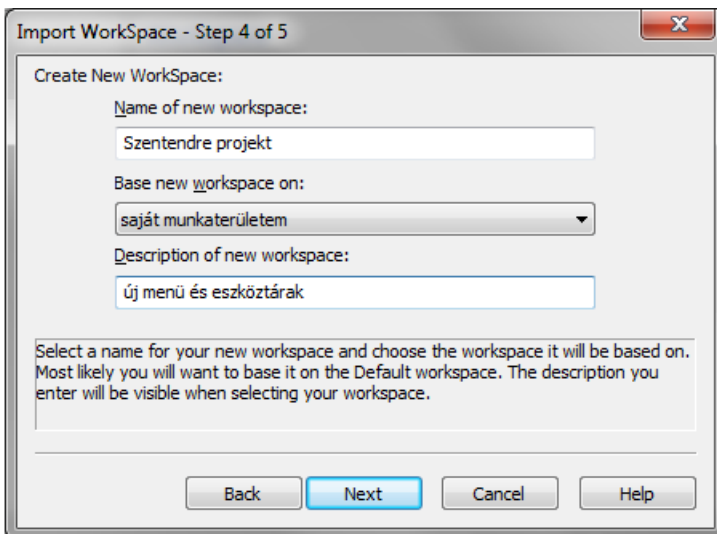 Import WorkSpace - Step 4 of 5
Create New WorkSpace:
Name of new workspace:
Szentendre projekt
Base new workspace on:
saját munkaterületem
Description of new workspace:
új menü és eszköztárak
Select a name for your new workspace and choose the workspace it will be based on.
Most likely you will want to base it on the Default workspace. The description you
enter will be visible when selecting your workspace.
Back Next Cancel Help